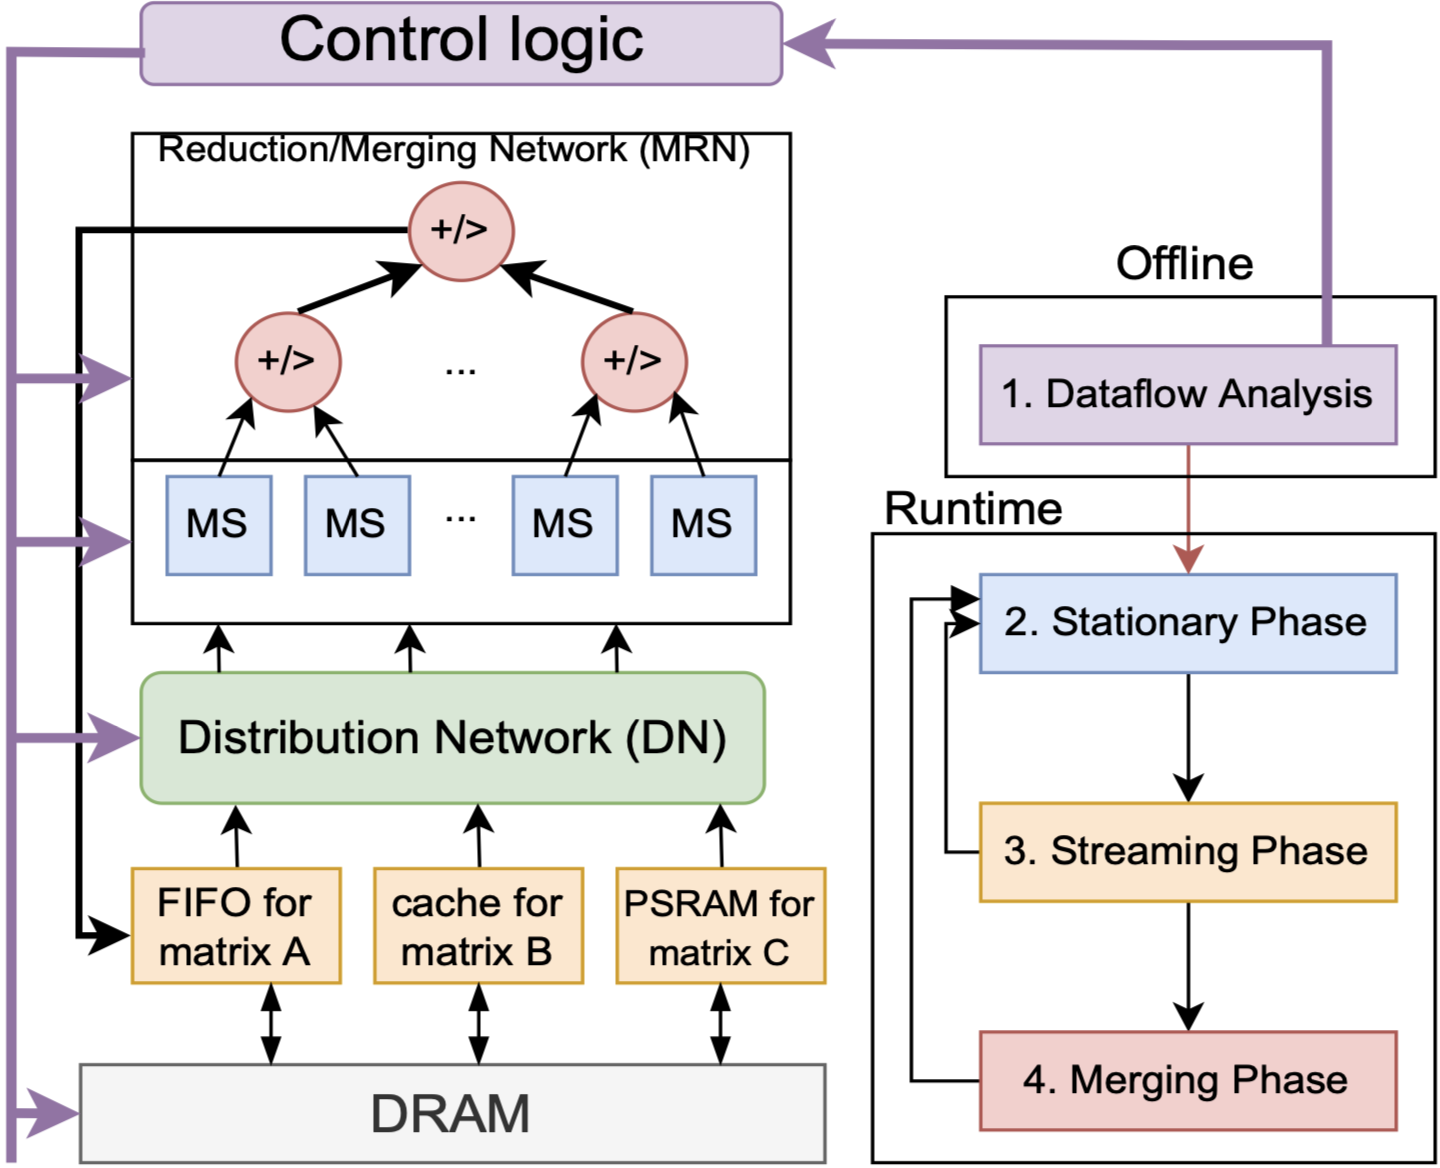 Control logic
Reduction/Merging Network (MRN)
+/>
+/>
...
+/>
MS
MS
...
MS
MS
Distribution Network (DN)
FIFO for
matrix A
cache for
matrix B
PSRAM for
matrix C
DRAM
Offline
1. Dataflow Analysis
Runtime
2. Stationary Phase
3. Streaming Phase
4. Merging Phase